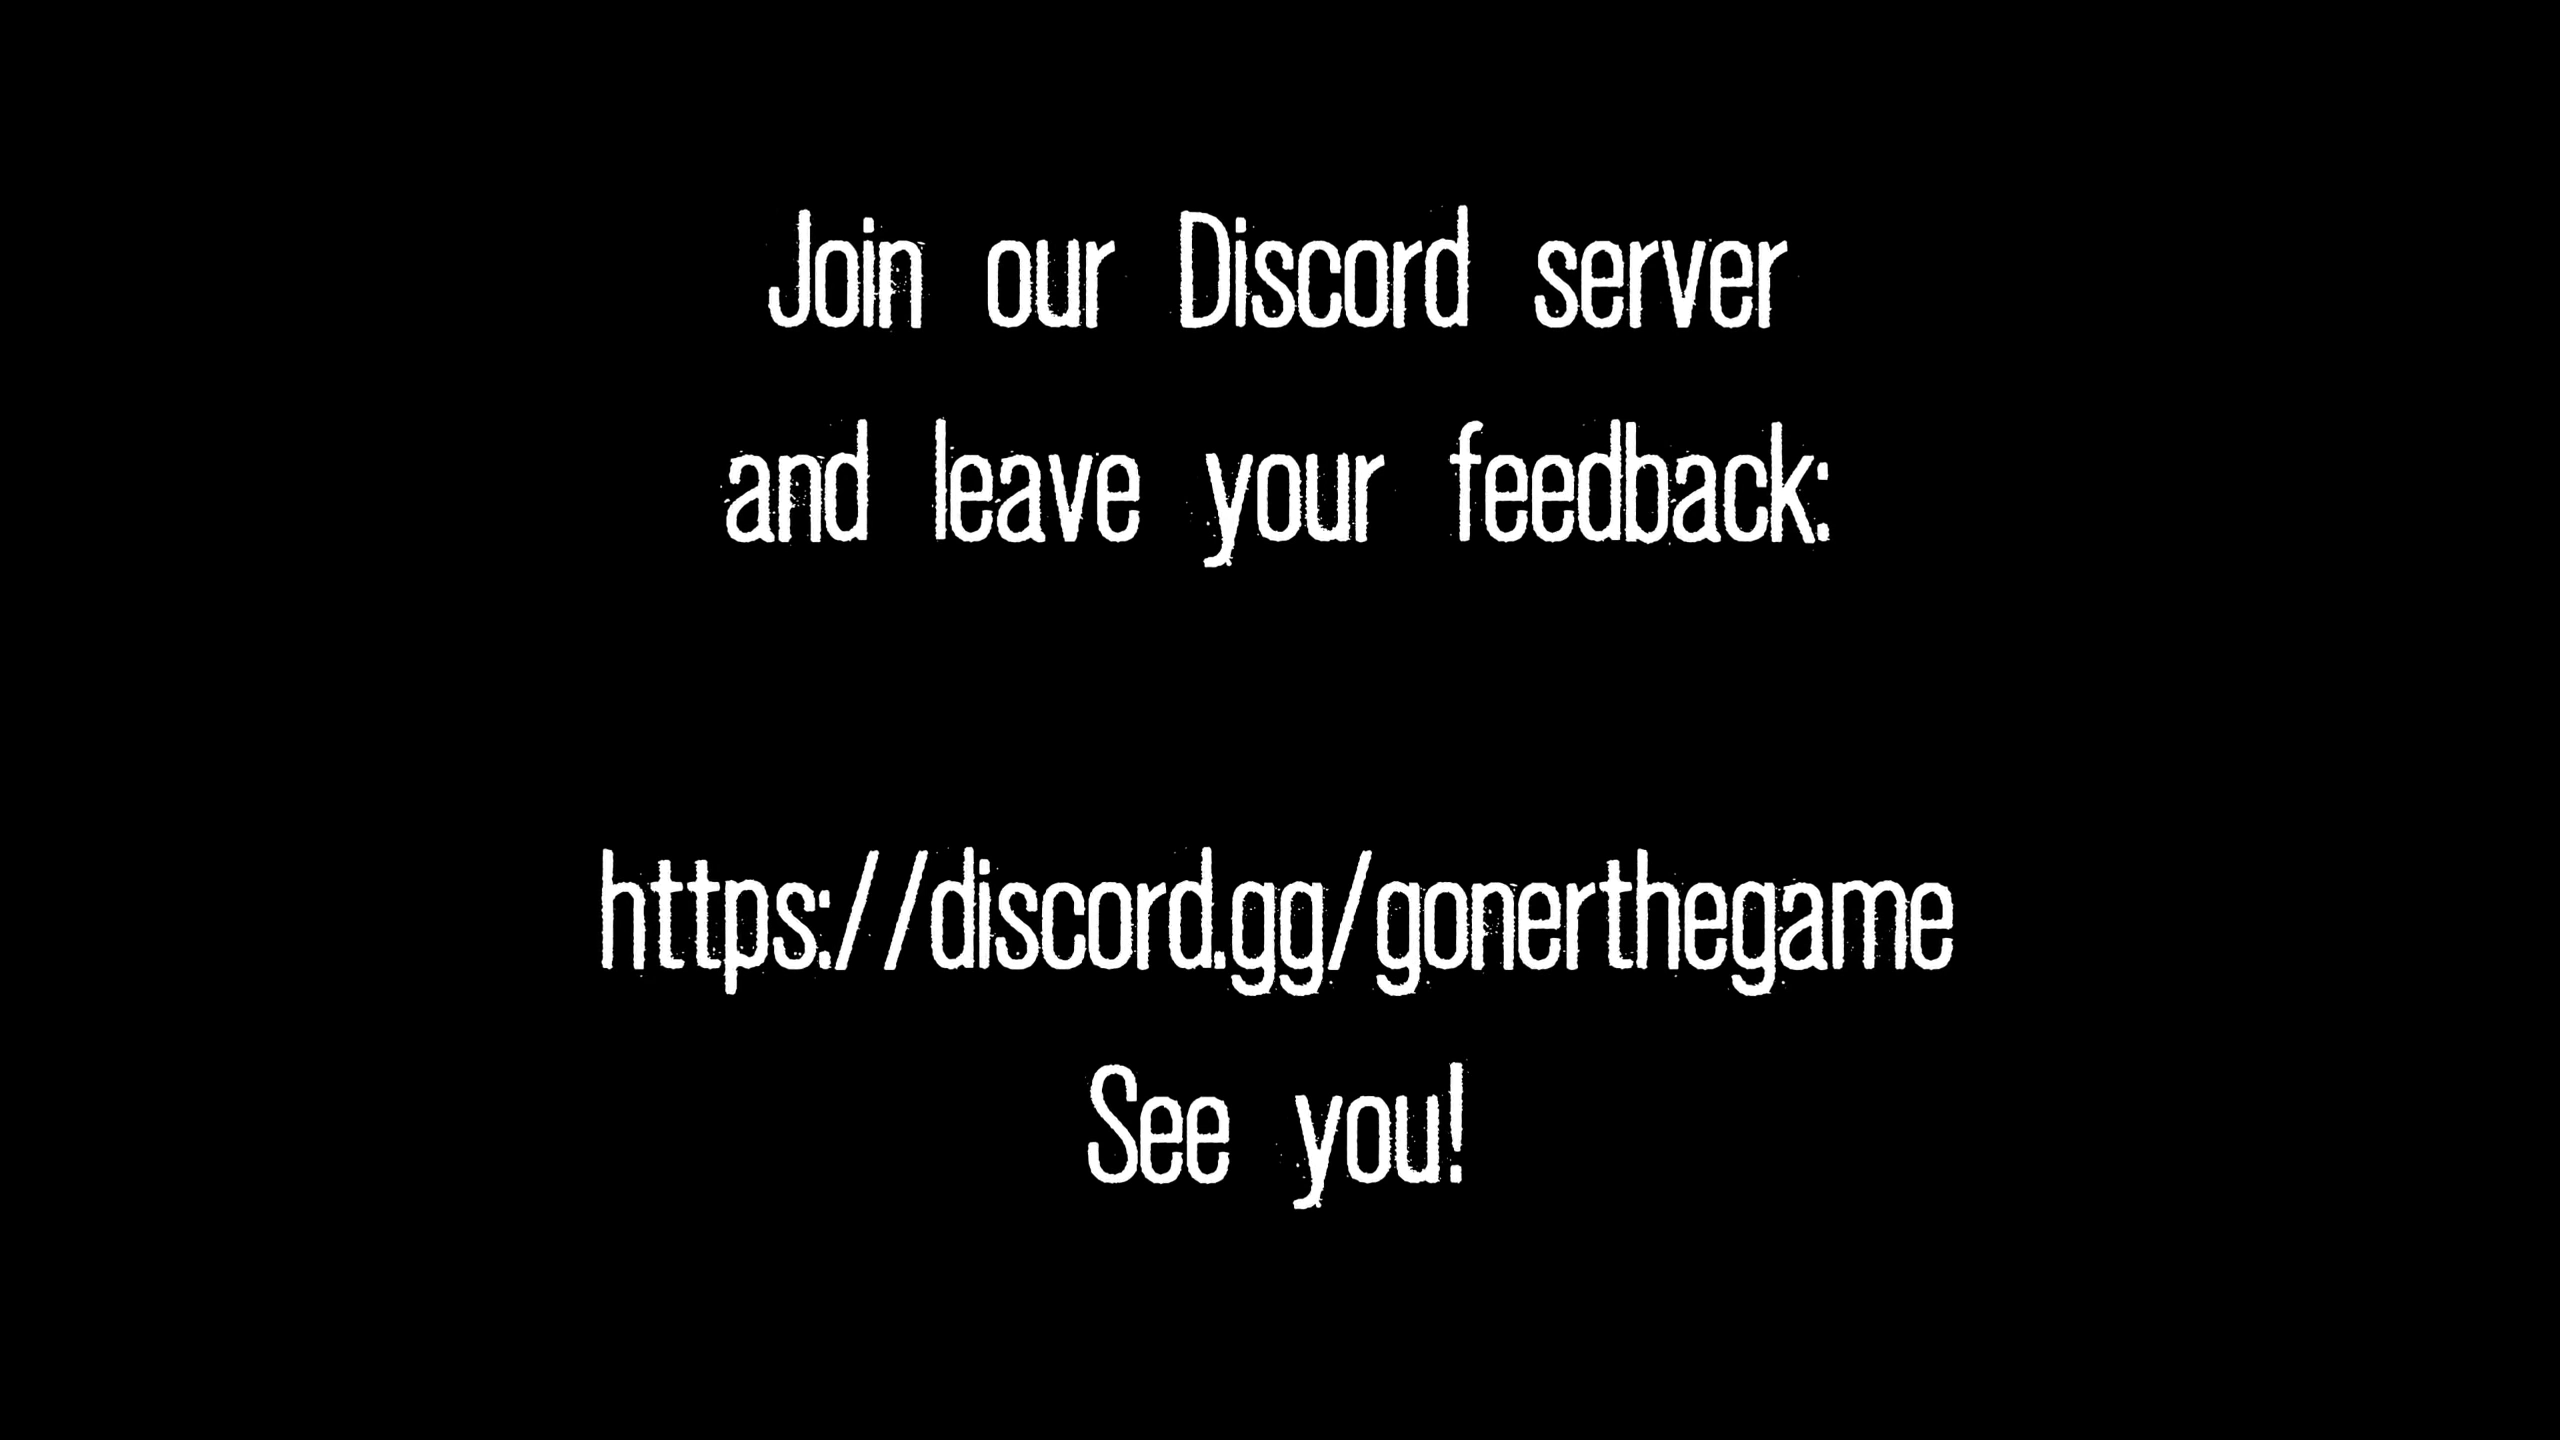 Join our Discord server
and leave your feedback:
https://discord.gg/gonerthegame
See you!